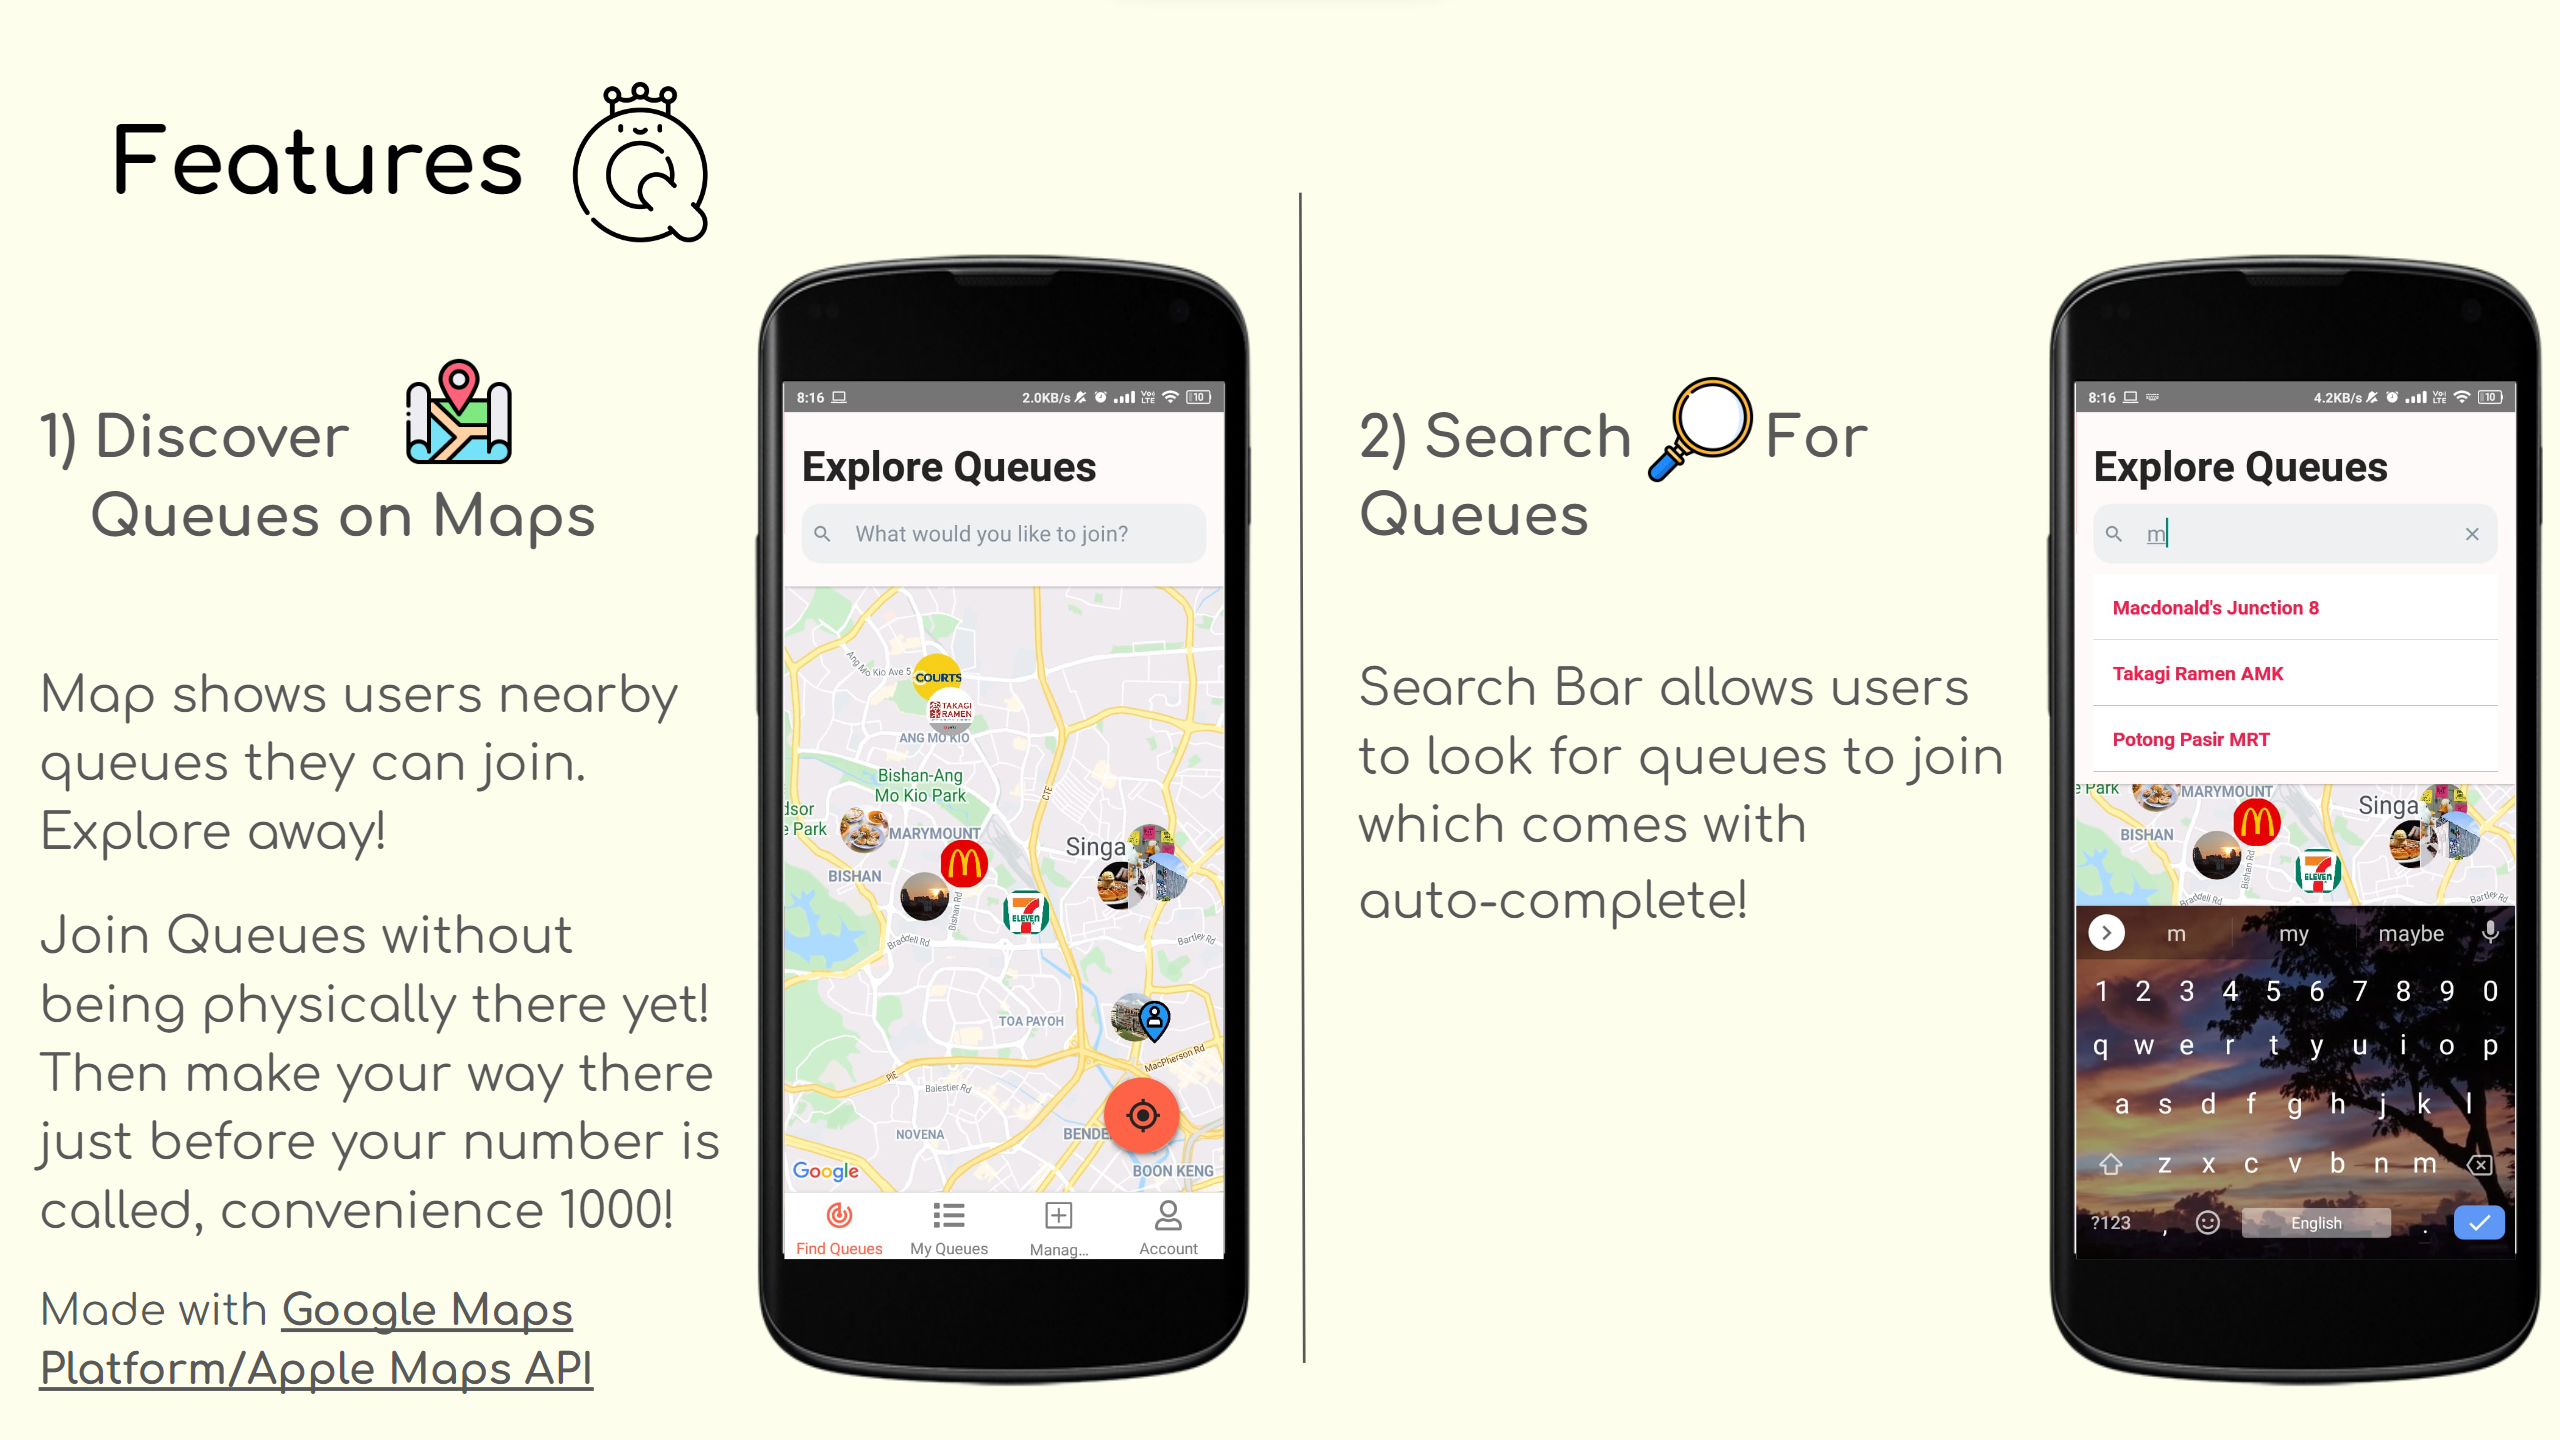 Features
1) Discover
Queues on Maps
Map shows users nearby
queues they can join.
Explore away!
Join Queues without
being physically there yet!
Then make your way there
just before your number is
called, convenience 1000!
Made with Google Maps
Platform/Apple Maps API
8:16 2.0KB/s Vo LTE 10
Explore Queues
What would you like to join?
Ang Mo Kio Ave 5
COURTS
TAKAGI
RAMEN
ANG MO KIO
Bishan-Ang
Mo Kio Park
CTE
dsor
e Park
MARYMOUNT
Singa
BISHAN
Bishan Rd
ELEVEN
Braddell Rd
Bartley Rd
TOA PAYOH
MacPherson Rd
PIE
Balestier Rd
NOVENA
BENDE
Google
BOON KENG
Find Queues My Queues Manag... Account
2) Search For
Queues
Search Bar allows users
to look for queues to join
which comes with
auto-complete!
8:16 4.2KB/s Vo LTE 10
Explore Queues
m
Macdonald's Junction 8
Takagi Ramen AMK
Potong Pasir MRT
e Park
MARYMOUNT
Singa
BISHAN
Bishan Rd
ELEVEN
Braddell Rd
Bartley Rd
m my maybe
1 2 3 4 5 6 7 8 9 0
q w e r t y u i o p
a s d f g h j k l
z x c v b n m
?123 , English .